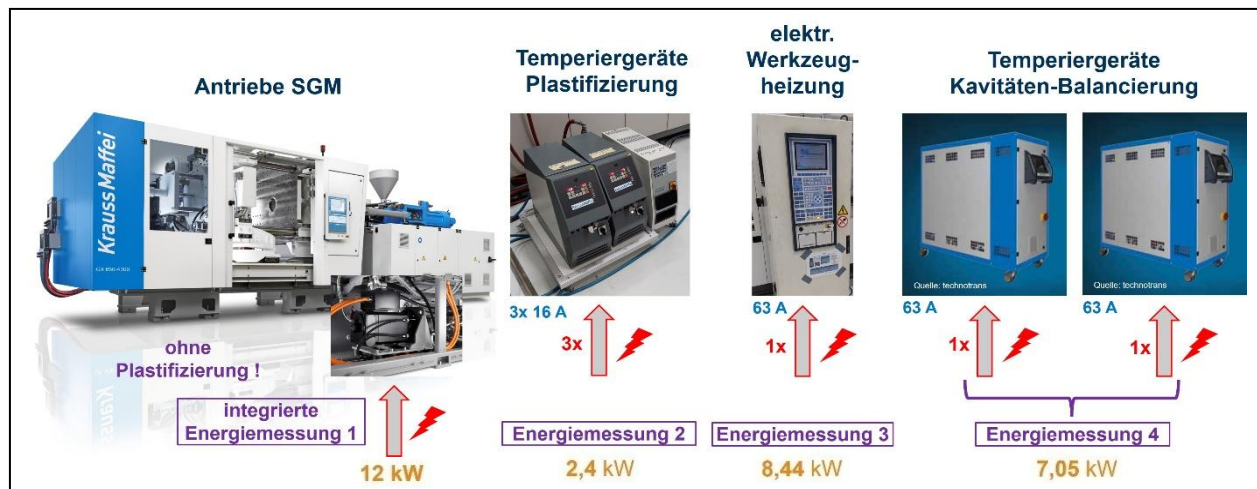 Antriebe SGM
Temperiergeräte
Plastifizierung
elektr.
Werkzeug-
heizung
Temperiergeräte
Kavitäten-Balancierung
KraussMaffei
Quelle: technotrans
Quelle: technotrans
3x 16 A
63 A
63 A
63 A
3x
1x
1x
1x
ohne
Plastifizierung !
integrierte
Energiemessung 1
Energiemessung 2
Energiemessung 3
Energiemessung 4
12 kW
2,4 kW
8,44 kW
7,05 kW